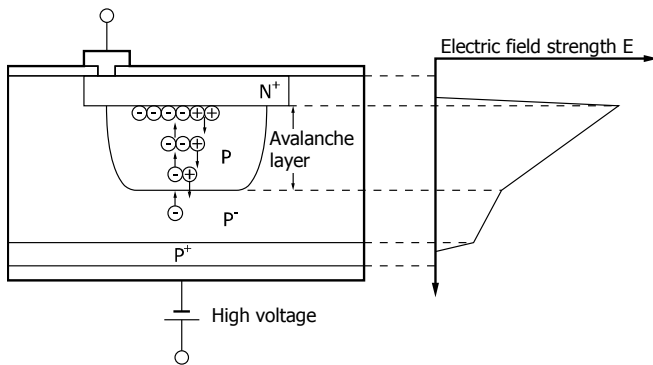 Electric field strength E
N+
- - - - + +
Avalanche
layer
- - +
P
- +
-
P-
P+
High voltage